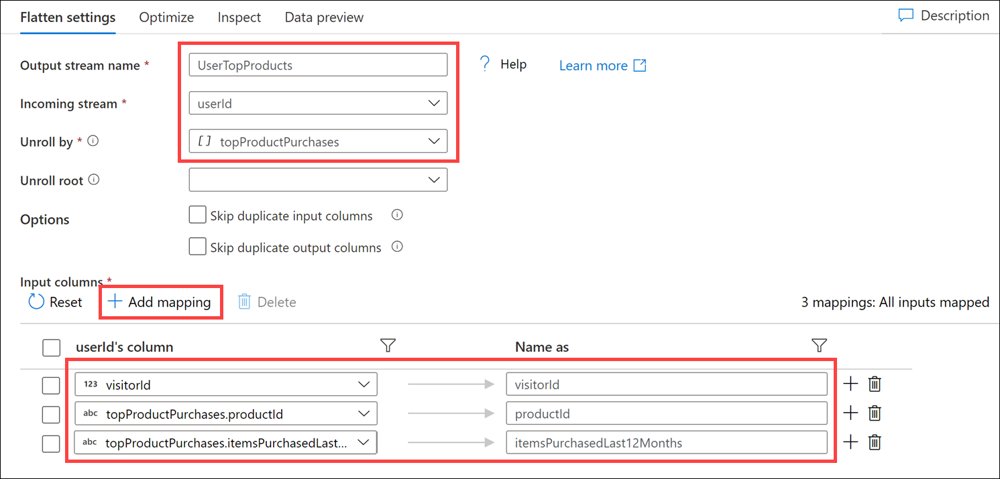 Flatten settings Optimize Inspect Data preview Description
Output stream name * UserTopProducts ? Help Learn more
Incoming stream * userId
Unroll by * [] topProductPurchases
Unroll root
Options Skip duplicate input columns
Skip duplicate output columns
Input columns *
Reset + Add mapping Delete 3 mappings: All inputs mapped
userId's column Name as
123 visitorId visitorId
abc topProductPurchases.productId productId
abc topProductPurchases.itemsPurchasedLast... itemsPurchasedLast12Months